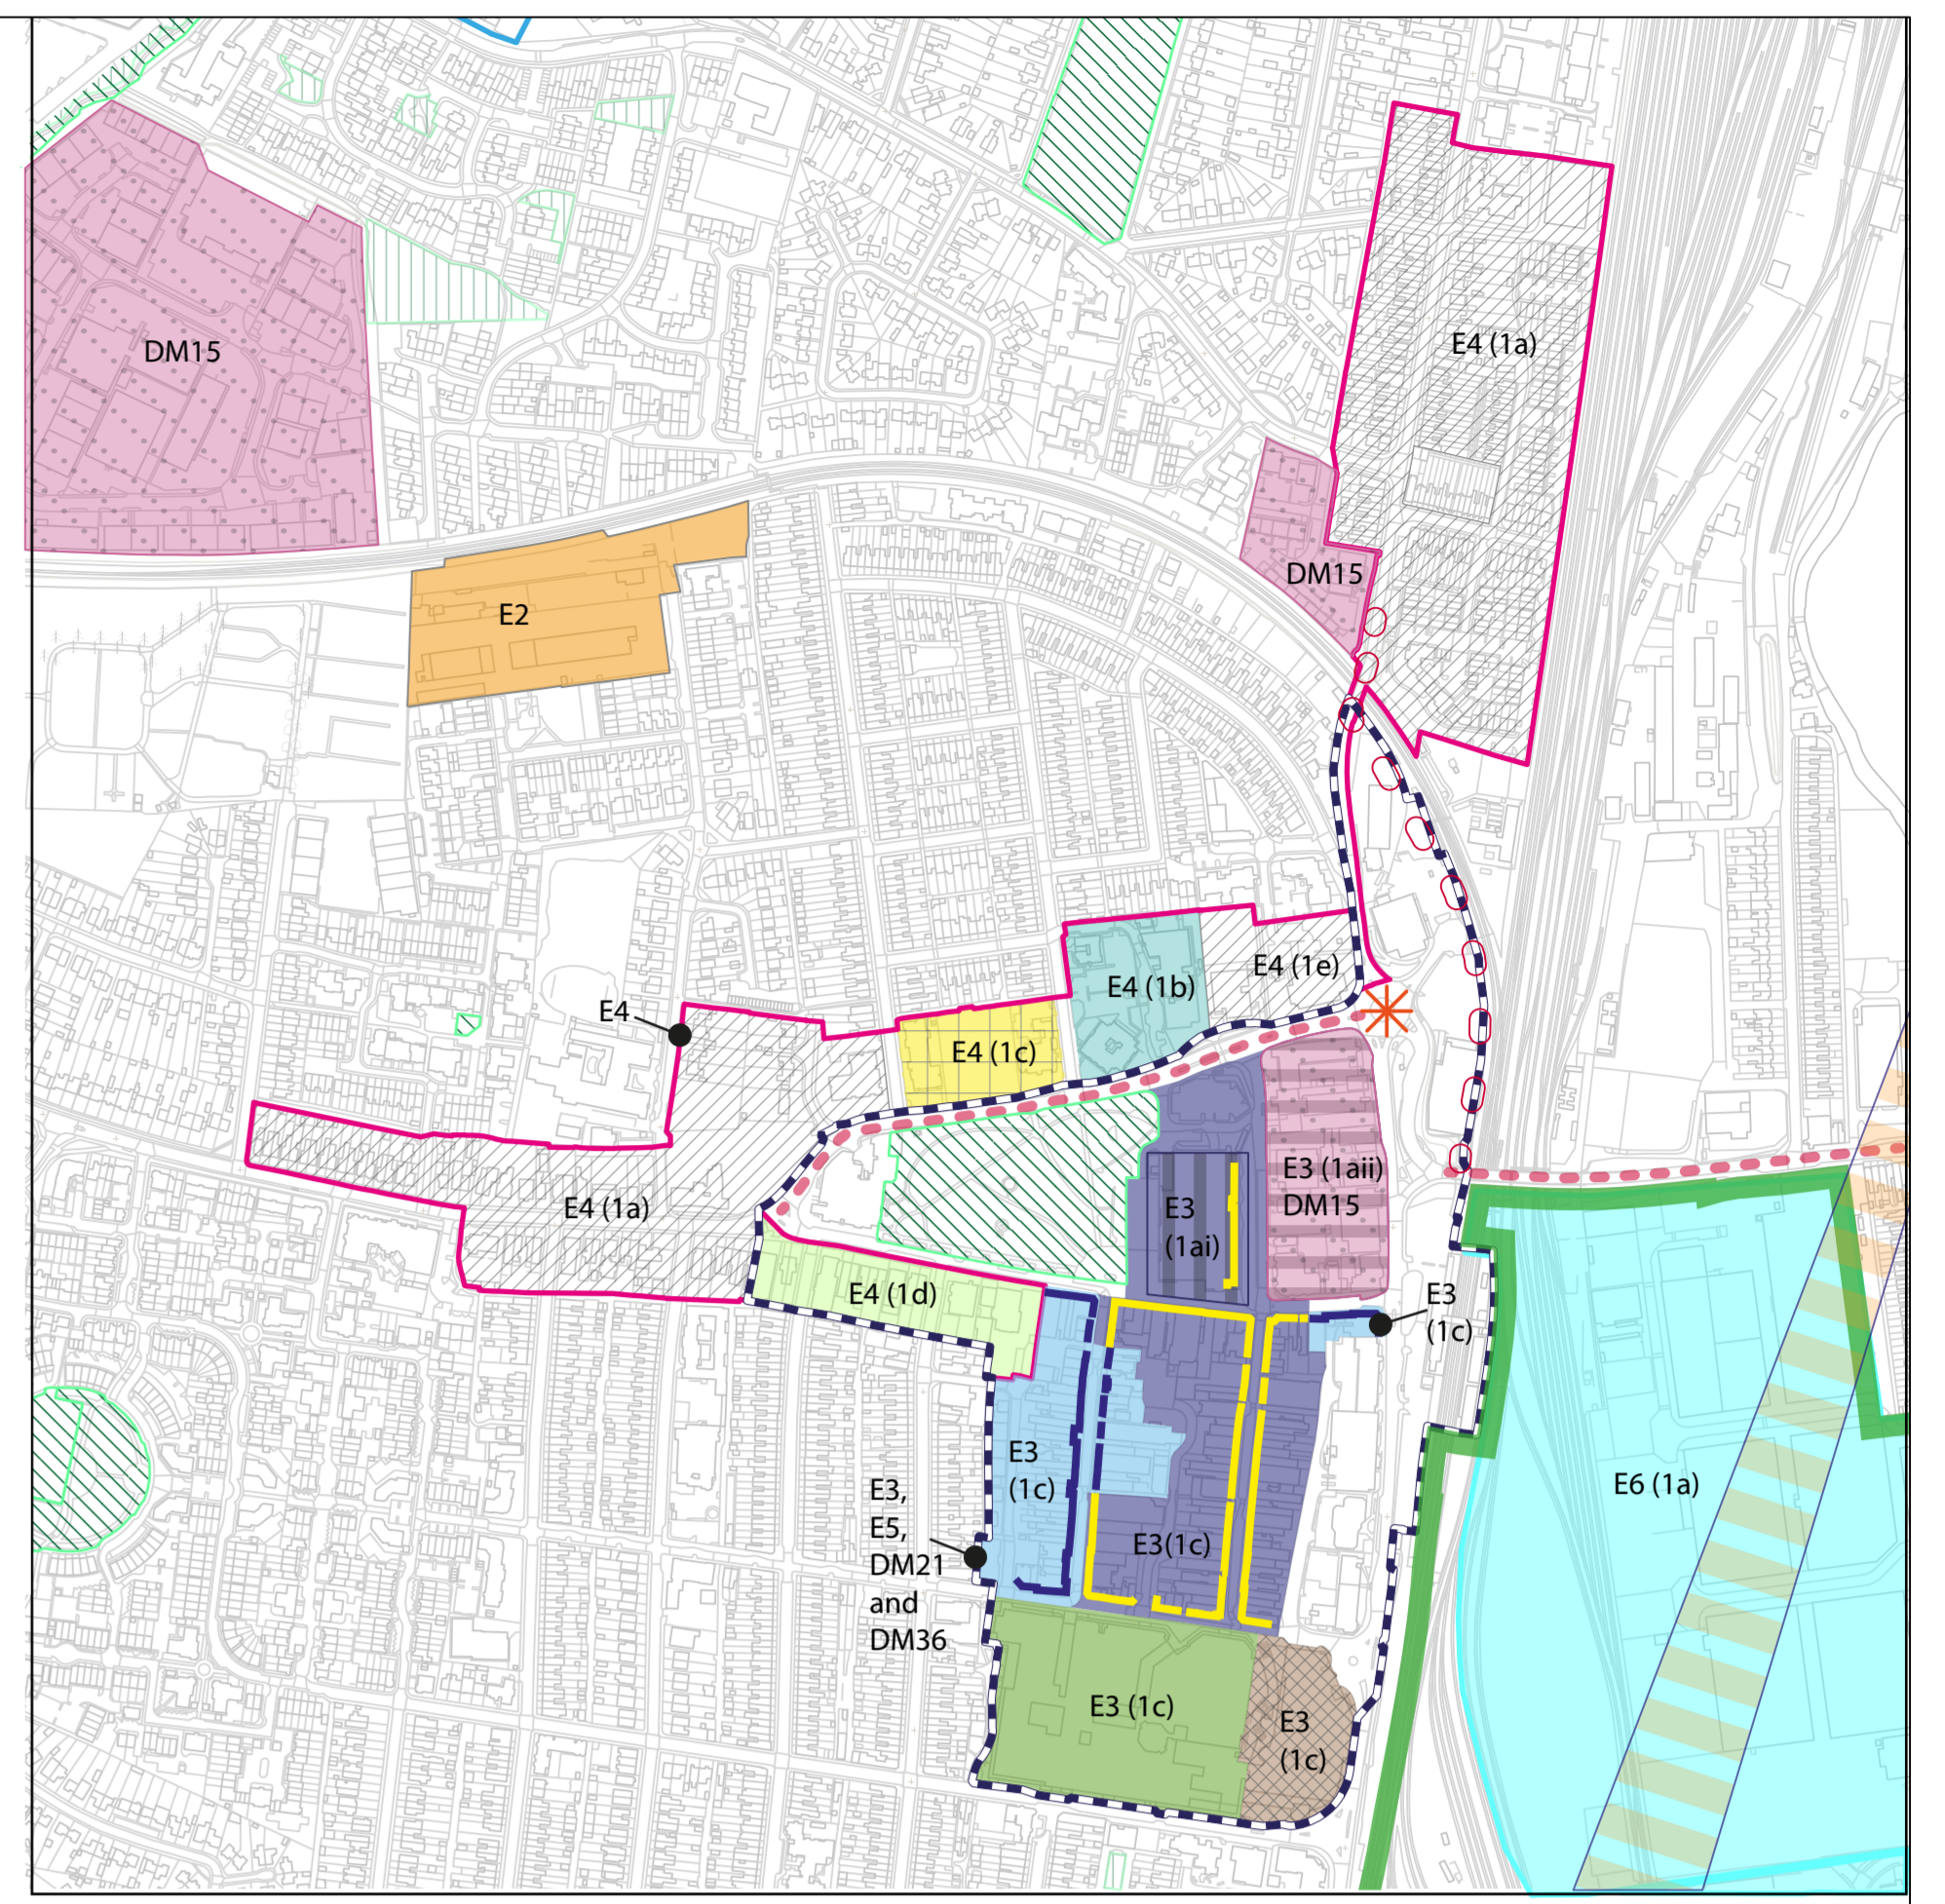 E4 (1a)
DM15
DM15
E2
E4 (1e)
E4 (1b)
E4
E4 (1c)
E3 (1aii)
DM15
E4 (1a)
E3
(1ai)
E4 (1d)
E3
(1c)
E3
(1c)
E6 (1a)
E3,
E5,
DM21
and
DM36
E3(1c)
E3 (1c)
E3
(1c)